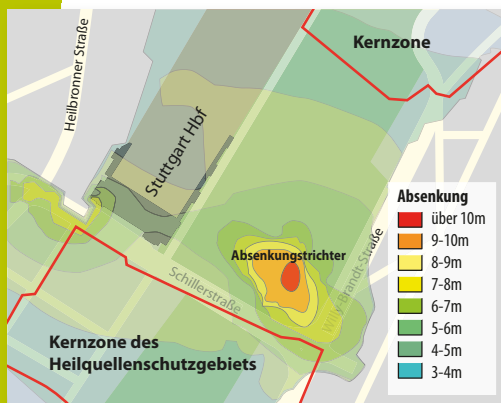 Kernzone
Heilbronner Straße
Stuttgart Hbf
Absenkung
über 10m
9-10m
8-9m
7-8m
6-7m
5-6m
4-5m
3-4m
Absenkungstrichter
Schillerstraße
Willy-Brandt-Straße
Kernzone des
Heilquellenschutzgebiets